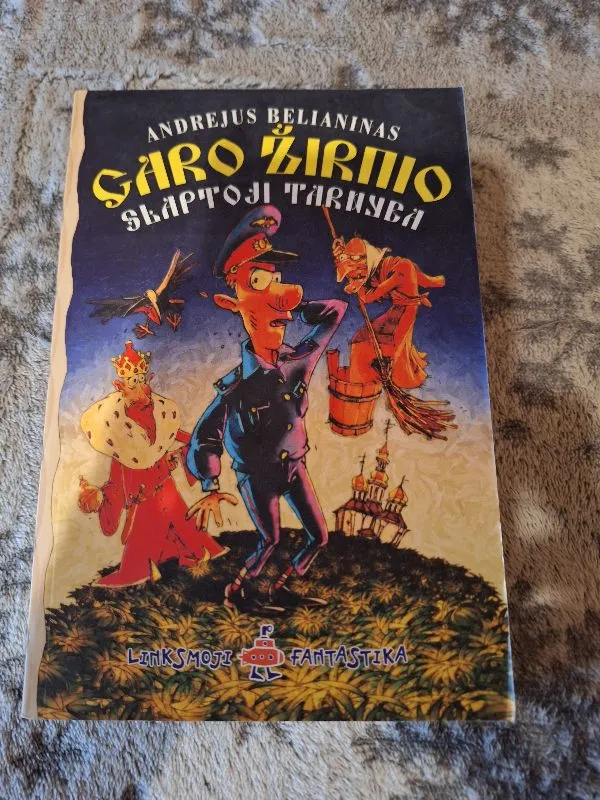 ANDREJUS BELIANINAS
CARO ŽIRNIO
SLAPTOJI TARNYBA
LINKSMOJI FANTASTIKA